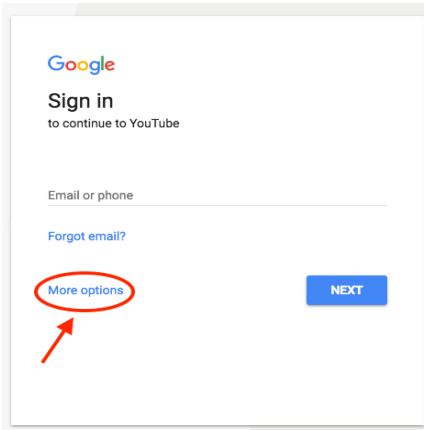 Google
Sign in
to continue to YouTube
Email or phone
Forgot email?
More options
NEXT